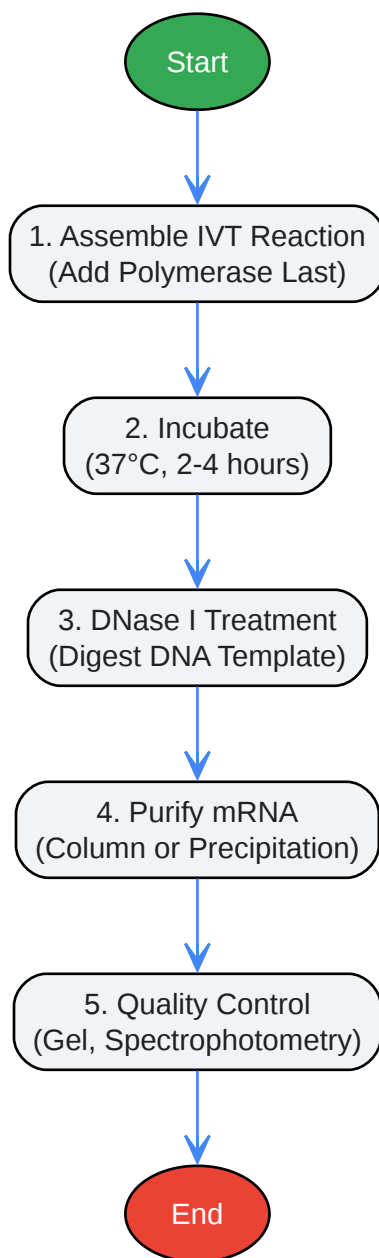 Start
1. Assemble IVT Reaction
(Add Polymerase Last)
2. Incubate
(37°C, 2-4 hours)
3. DNase I Treatment
(Digest DNA Template)
4. Purify mRNA
(Column or Precipitation)
5. Quality Control
(Gel, Spectrophotometry)
End